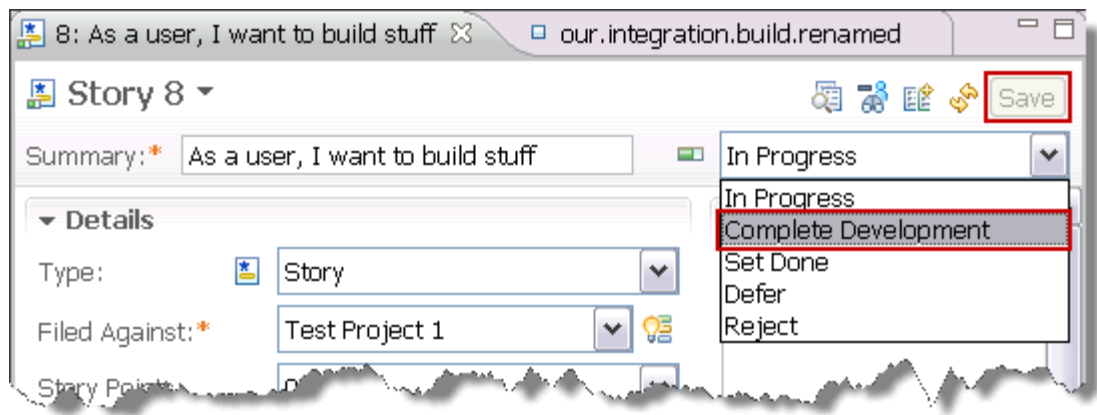 8: As a user, I want to build stuff
our.integration.build.renamed
Story 8
Save
Summary:*
As a user, I want to build stuff
In Progress
In Progress
Complete Development
Set Done
Defer
Reject
Details
Type:
Story
Filed Against:*
Test Project 1
Story